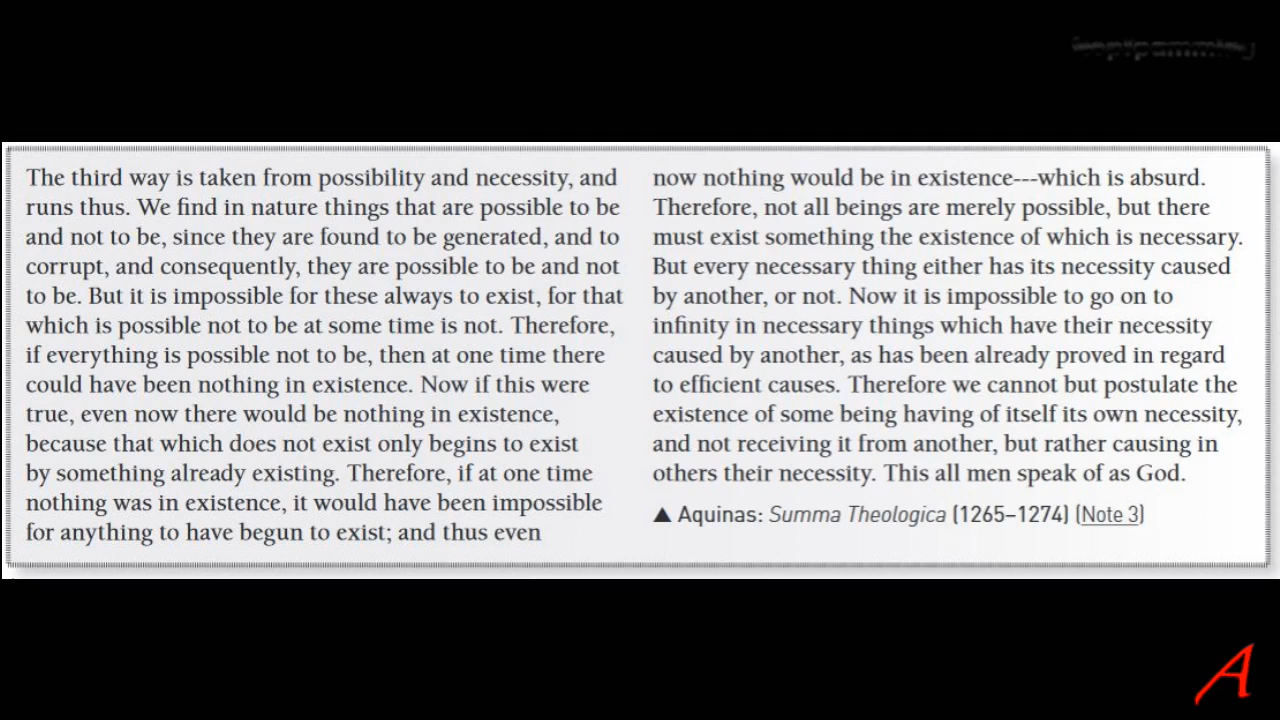 The third way is taken from possibility and necessity, and
runs thus. We find in nature things that are possible to be
and not to be, since they are found to be generated, and to
corrupt, and consequently, they are possible to be and not
to be. But it is impossible for these always to exist, for that
which is possible not to be at some time is not. Therefore,
if everything is possible not to be, then at one time there
could have been nothing in existence. Now if this were
true, even now there would be nothing in existence,
because that which does not exist only begins to exist
by something already existing. Therefore, if at one time
nothing was in existence, it would have been impossible
for anything to have begun to exist; and thus even
now nothing would be in existence---which is absurd.
Therefore, not all beings are merely possible, but there
must exist something the existence of which is necessary.
But every necessary thing either has its necessity caused
by another, or not. Now it is impossible to go on to
infinity in necessary things which have their necessity
caused by another, as has been already proved in regard
to efficient causes. Therefore we cannot but postulate the
existence of some being having of itself its own necessity,
and not receiving it from another, but rather causing in
others their necessity. This all men speak of as God.
▲ Aquinas: Summa Theologica (1265–1274) (Note 3)
A